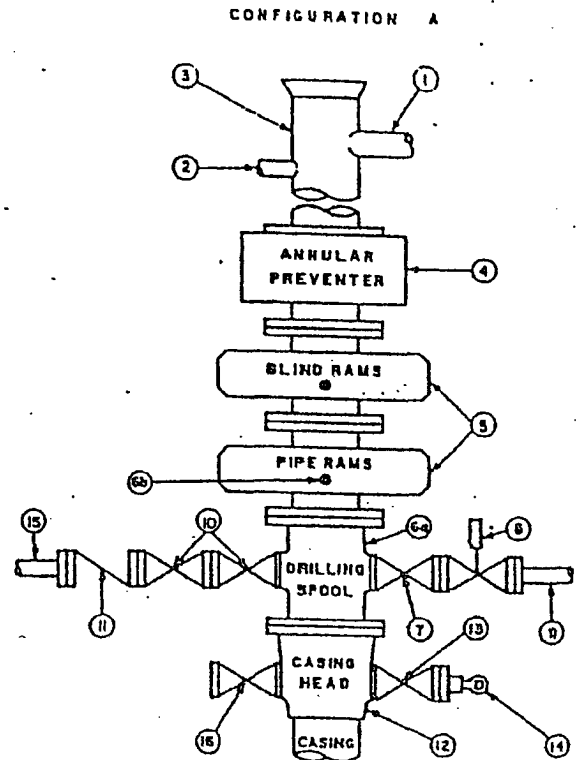 CONFIGURATION A
3
1
2
ANNULAR
PREVENTER
4
BLIND RAMS
5
PIPE RAMS
6b
6a
8
15
10
DRILLING
SPOOL
11
7
9
13
CASING
HEAD
16
12
14
CASING